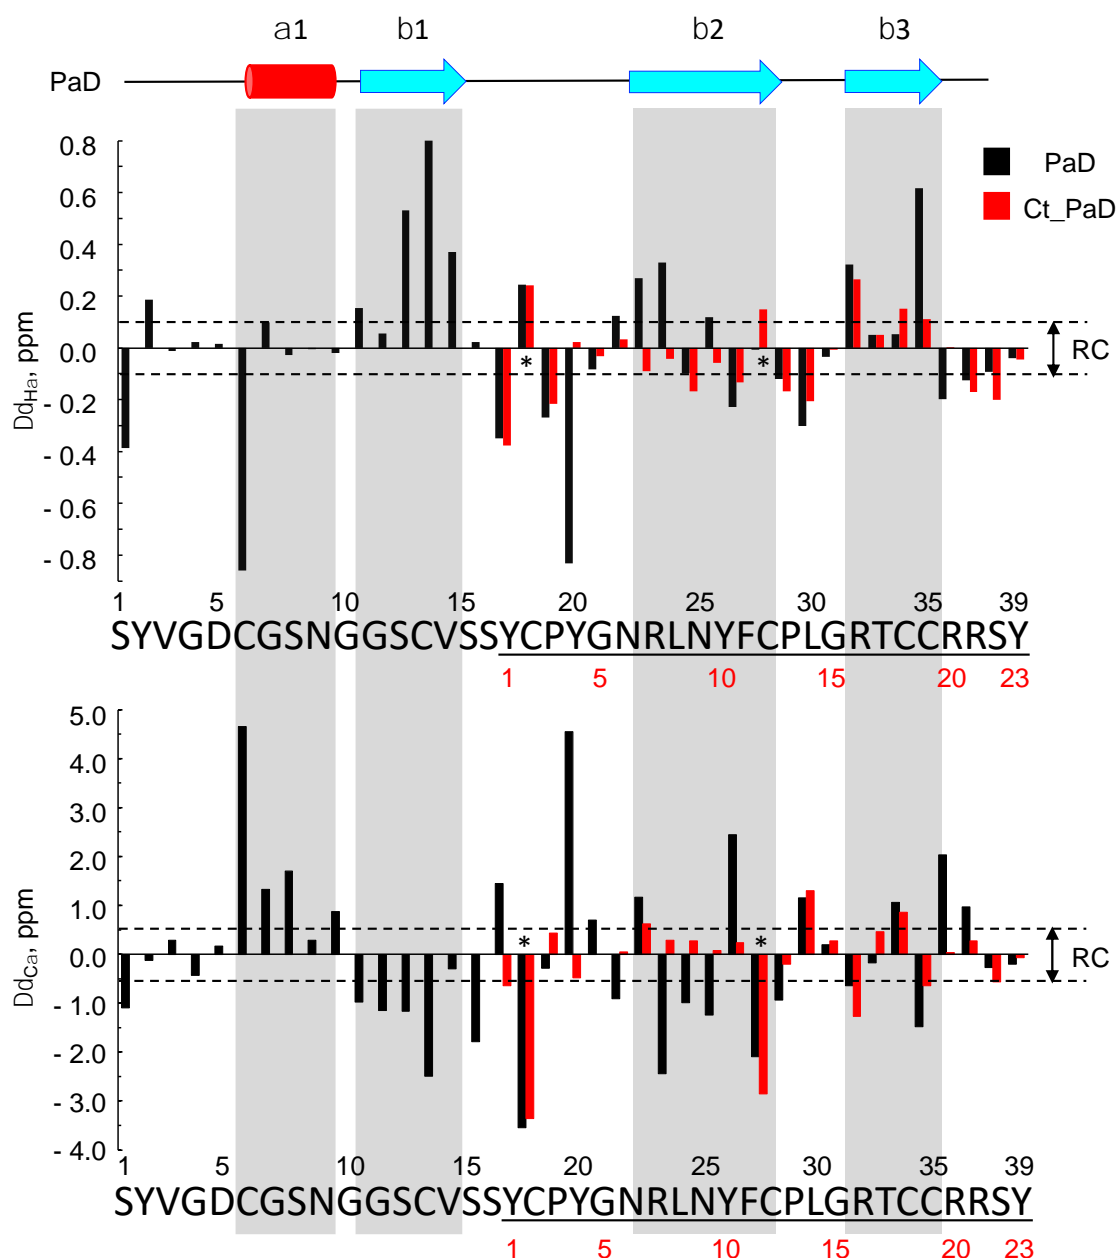 a1 b1 b2 b3
PaD
PaD
Ct_PaD
Dd_Ha, ppm
0.8
0.6
0.4
0.2
0.0
- 0.2
- 0.4
- 0.6
- 0.8
*
*
RC
1 5 10 15 20 25 30 35 39
SYVGDCGSNGGSCVSSYCPYGNRLNYFCPLGRTCCRRSY
1 5 10 15 20 23
Dd_Ca, ppm
5.0
4.0
3.0
2.0
1.0
0.0
- 1.0
- 2.0
- 3.0
- 4.0
*
*
RC
1 5 10 15 20 25 30 35 39
SYVGDCGSNGGSCVSSYCPYGNRLNYFCPLGRTCCRRSY
1 5 10 15 20 23